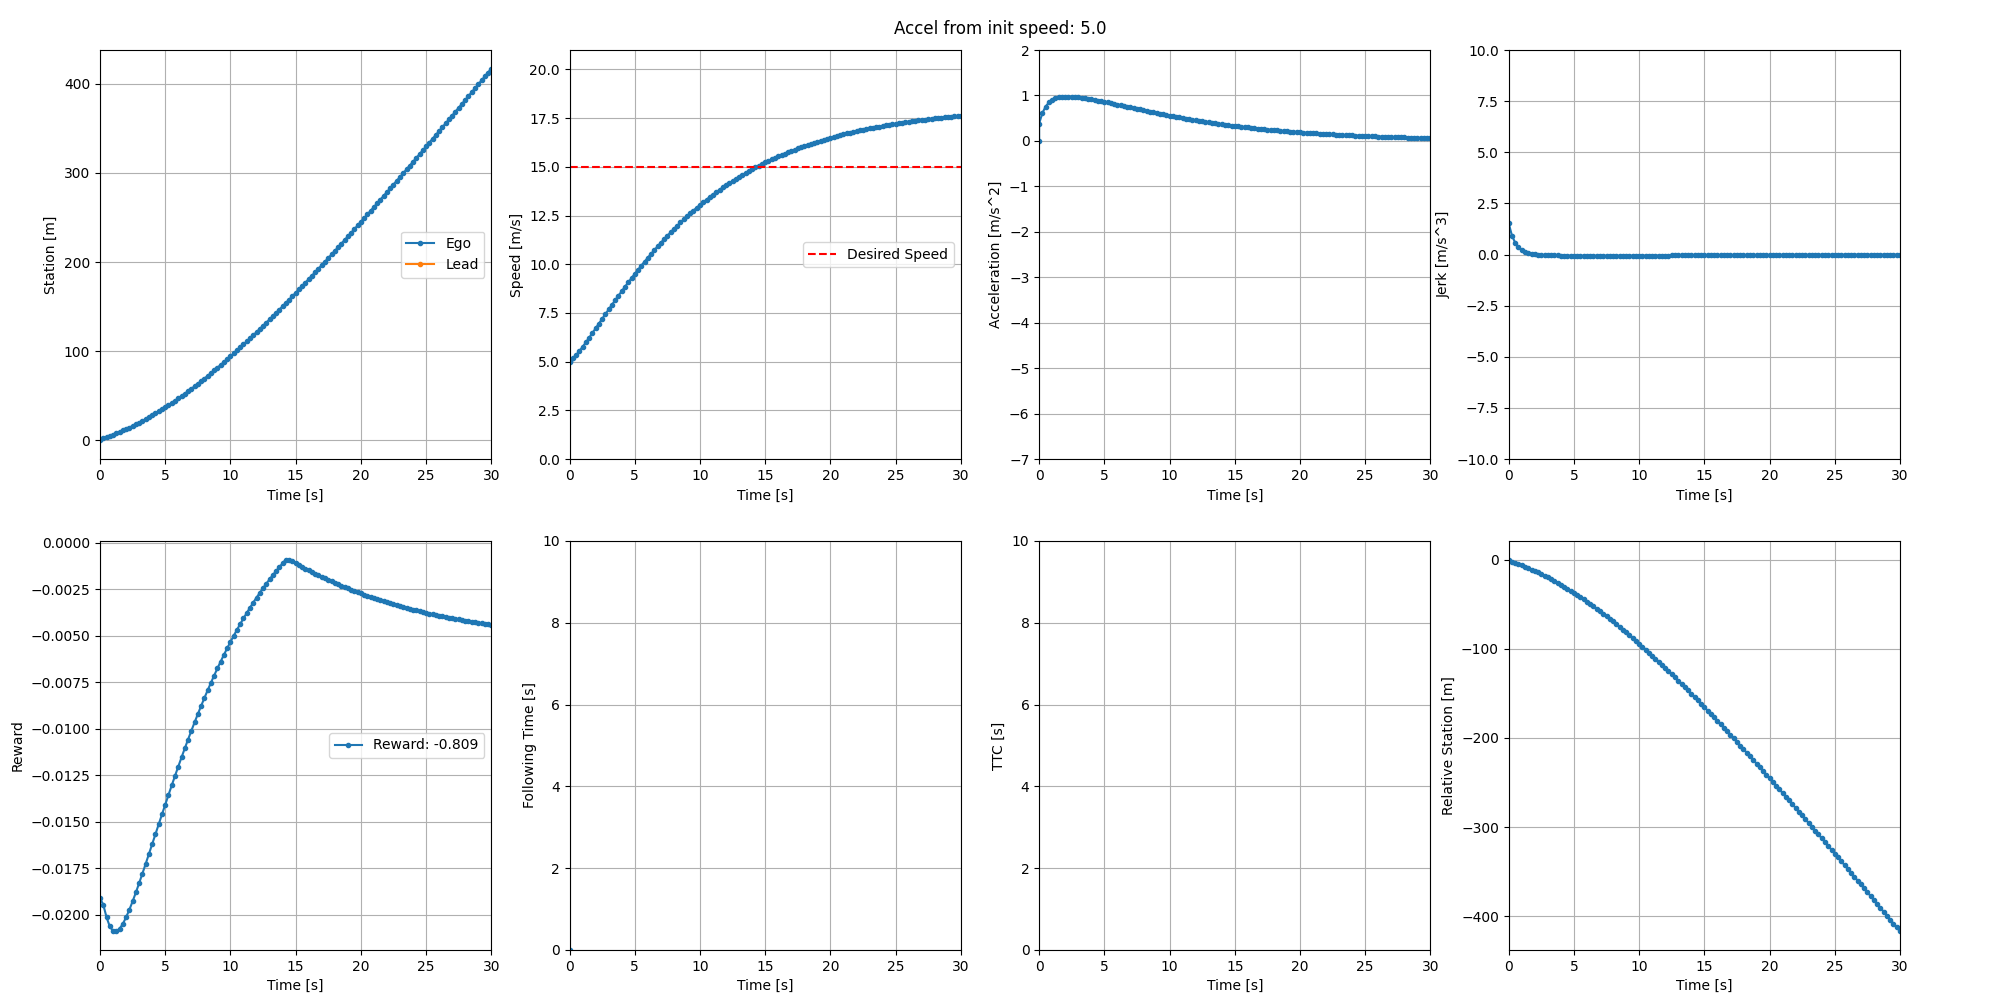 Accel from init speed: 5.0
400
300
200
100
0
Station [m]
Ego
Lead
0 5 10 15 20 25 30
Time [s]
20.0
17.5
15.0
12.5
10.0
7.5
5.0
2.5
0.0
Speed [m/s]
Desired Speed
0 5 10 15 20 25 30
Time [s]
2
1
0
−1
−2
−3
−4
−5
−6
−7
Acceleration [m/s^2]
0 5 10 15 20 25 30
Time [s]
10.0
7.5
5.0
2.5
0.0
−2.5
−5.0
−7.5
−10.0
Jerk [m/s^3]
0 5 10 15 20 25 30
Time [s]
0.0000
−0.0025
−0.0050
−0.0075
−0.0100
−0.0125
−0.0150
−0.0175
−0.0200
Reward
Reward: -0.809
0 5 10 15 20 25 30
Time [s]
10
8
6
4
2
0
Following Time [s]
0 5 10 15 20 25 30
Time [s]
10
8
6
4
2
0
TTC [s]
0 5 10 15 20 25 30
Time [s]
0
−100
−200
−300
−400
Relative Station [m]
0 5 10 15 20 25 30
Time [s]